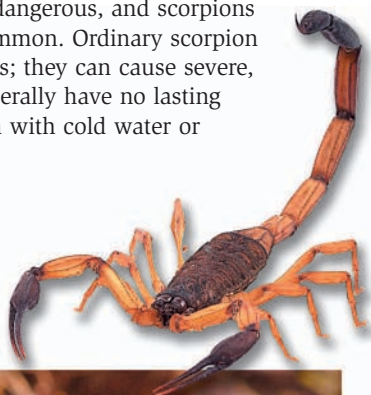 dangerous, and scorpions
mmon. Ordinary scorpion
s; they can cause severe,
erally have no lasting
with cold water or